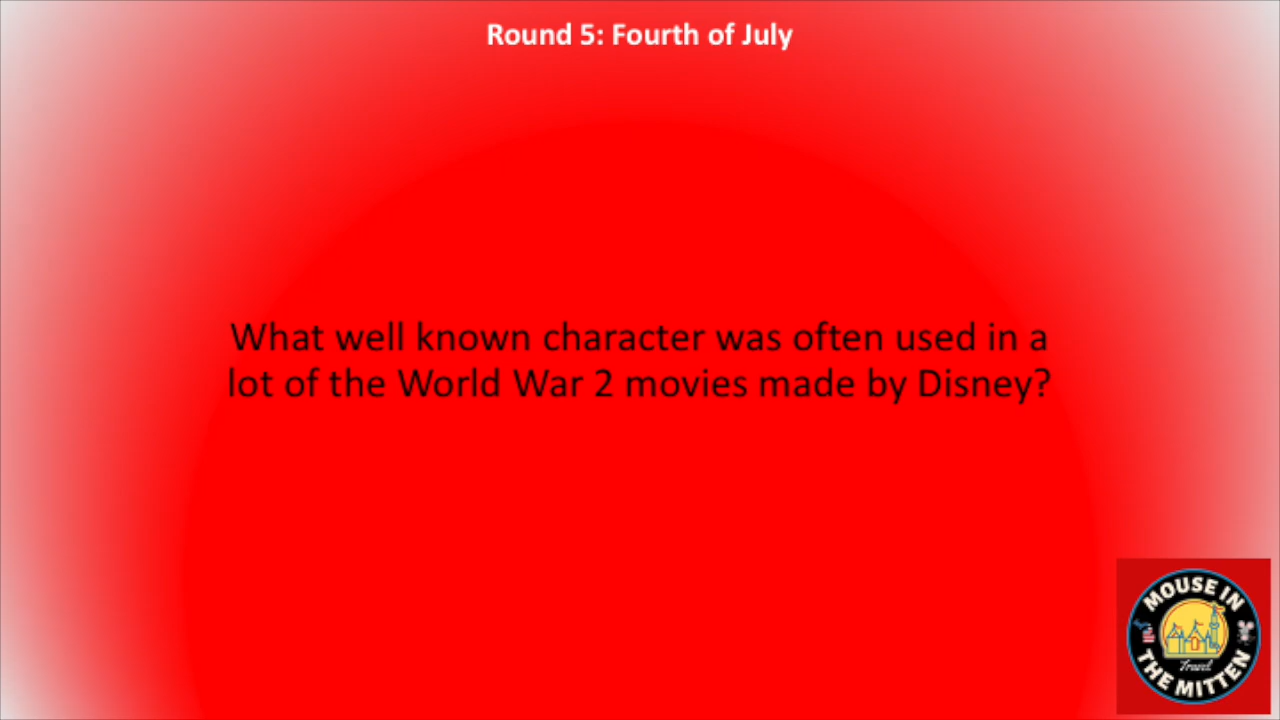 Round 5: Fourth of July
What well known character was often used in a
lot of the World War 2 movies made by Disney?
MOUSE IN
Travel
THE MITTEN